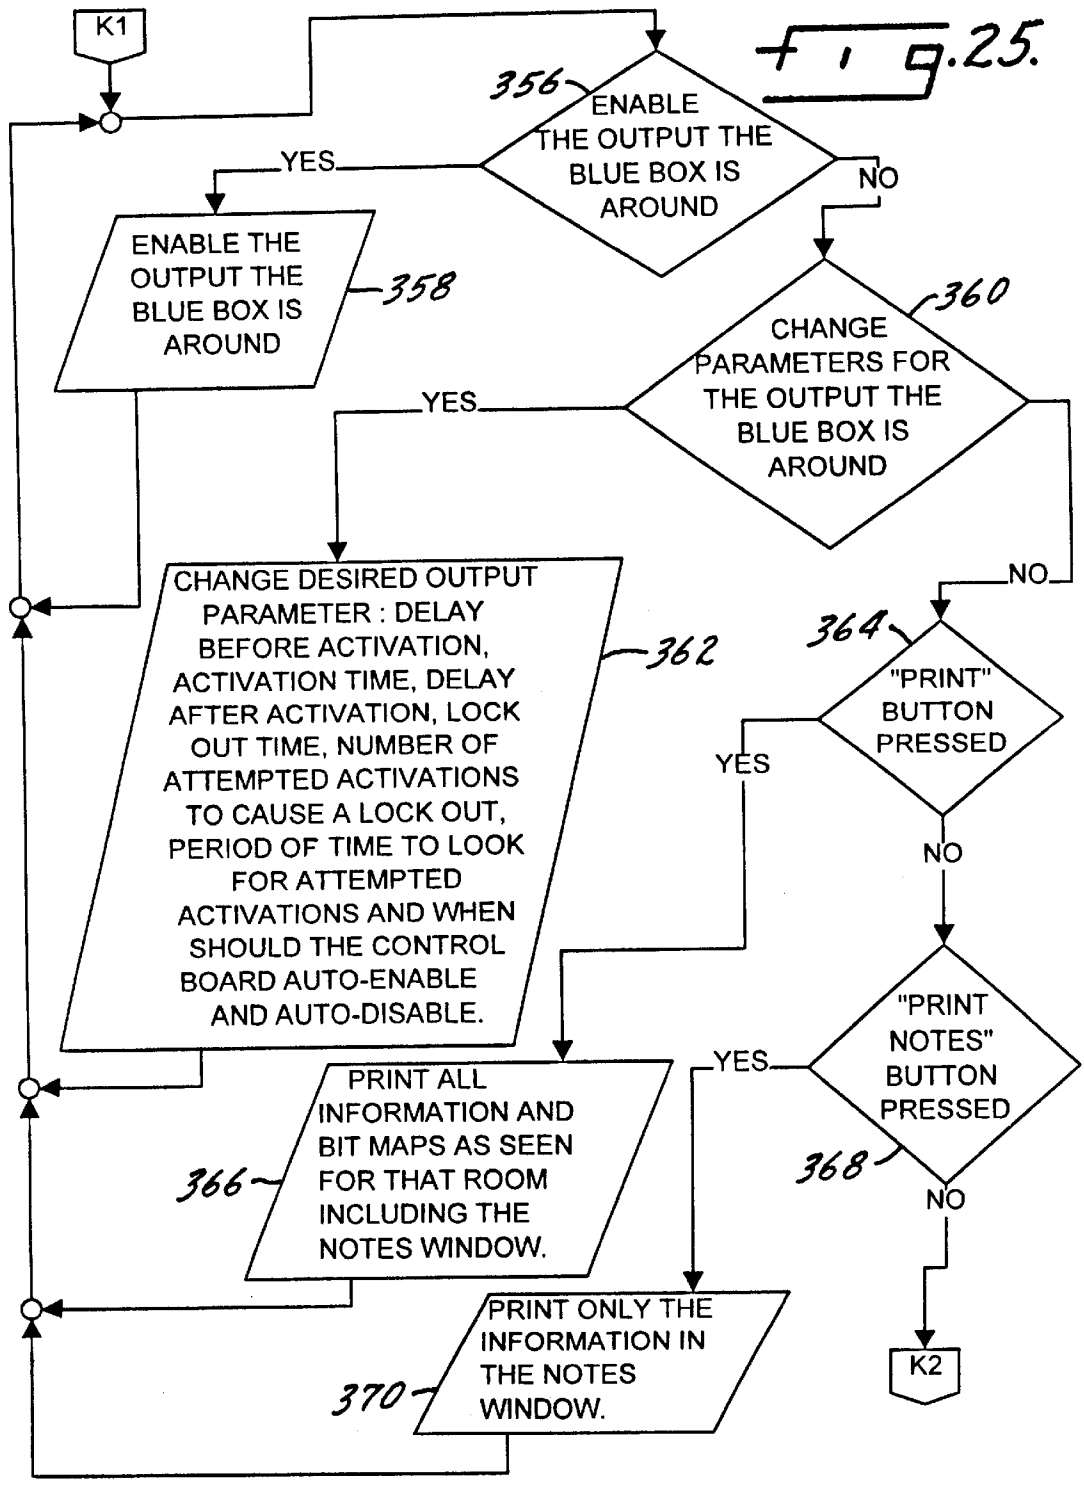 K1
Fig.25.
356
ENABLE
THE OUTPUT THE
BLUE BOX IS
AROUND
YES
NO
ENABLE THE
OUTPUT THE
BLUE BOX IS
AROUND
358
360
CHANGE
PARAMETERS FOR
THE OUTPUT THE
BLUE BOX IS
AROUND
YES
NO
CHANGE DESIRED OUTPUT
PARAMETER : DELAY
BEFORE ACTIVATION,
ACTIVATION TIME, DELAY
AFTER ACTIVATION, LOCK
OUT TIME, NUMBER OF
ATTEMPTED ACTIVATIONS
TO CAUSE A LOCK OUT,
PERIOD OF TIME TO LOOK
FOR ATTEMPTED
ACTIVATIONS AND WHEN
SHOULD THE CONTROL
BOARD AUTO-ENABLE
AND AUTO-DISABLE.
362
364
"PRINT"
BUTTON
PRESSED
YES
NO
"PRINT
NOTES"
BUTTON
PRESSED
368
YES
NO
PRINT ALL
INFORMATION AND
BIT MAPS AS SEEN
FOR THAT ROOM
INCLUDING THE
NOTES WINDOW.
366
PRINT ONLY THE
INFORMATION IN
THE NOTES
WINDOW.
370
K2